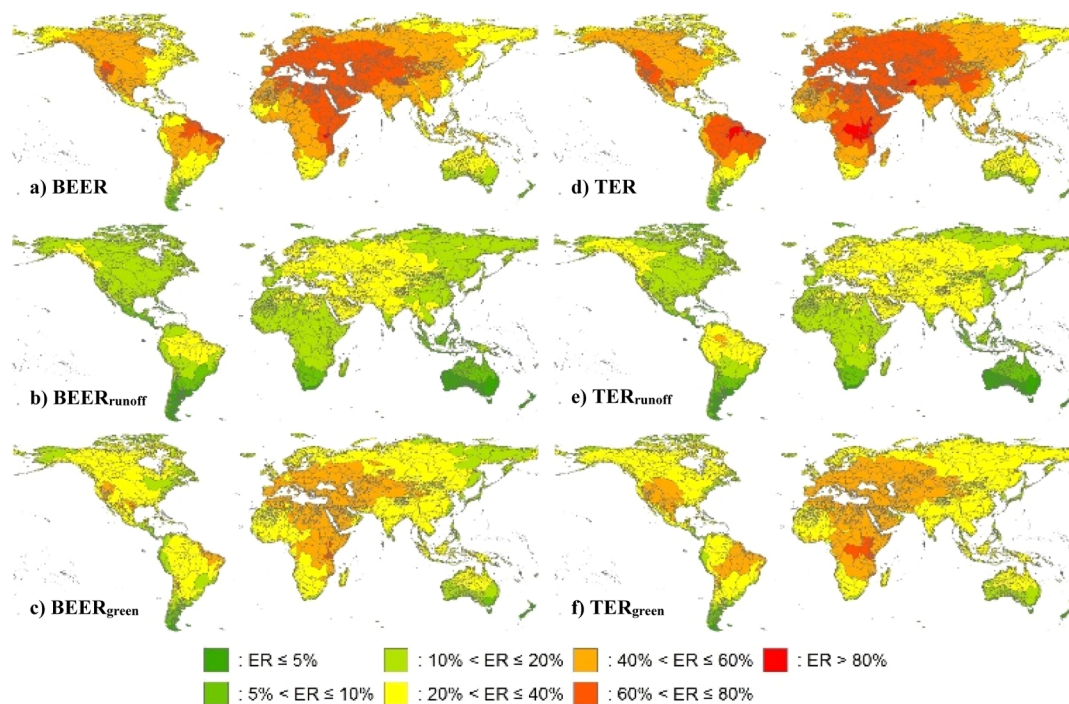 a) BEER
d) TER
b) BEERrunoff
e) TERrunoff
c) BEERgreen
f) TERgreen
: ER ≤ 5%
: 10% < ER ≤ 20%
: 40% < ER ≤ 60%
: ER > 80%
: 5% < ER ≤ 10%
: 20% < ER ≤ 40%
: 60% < ER ≤ 80%